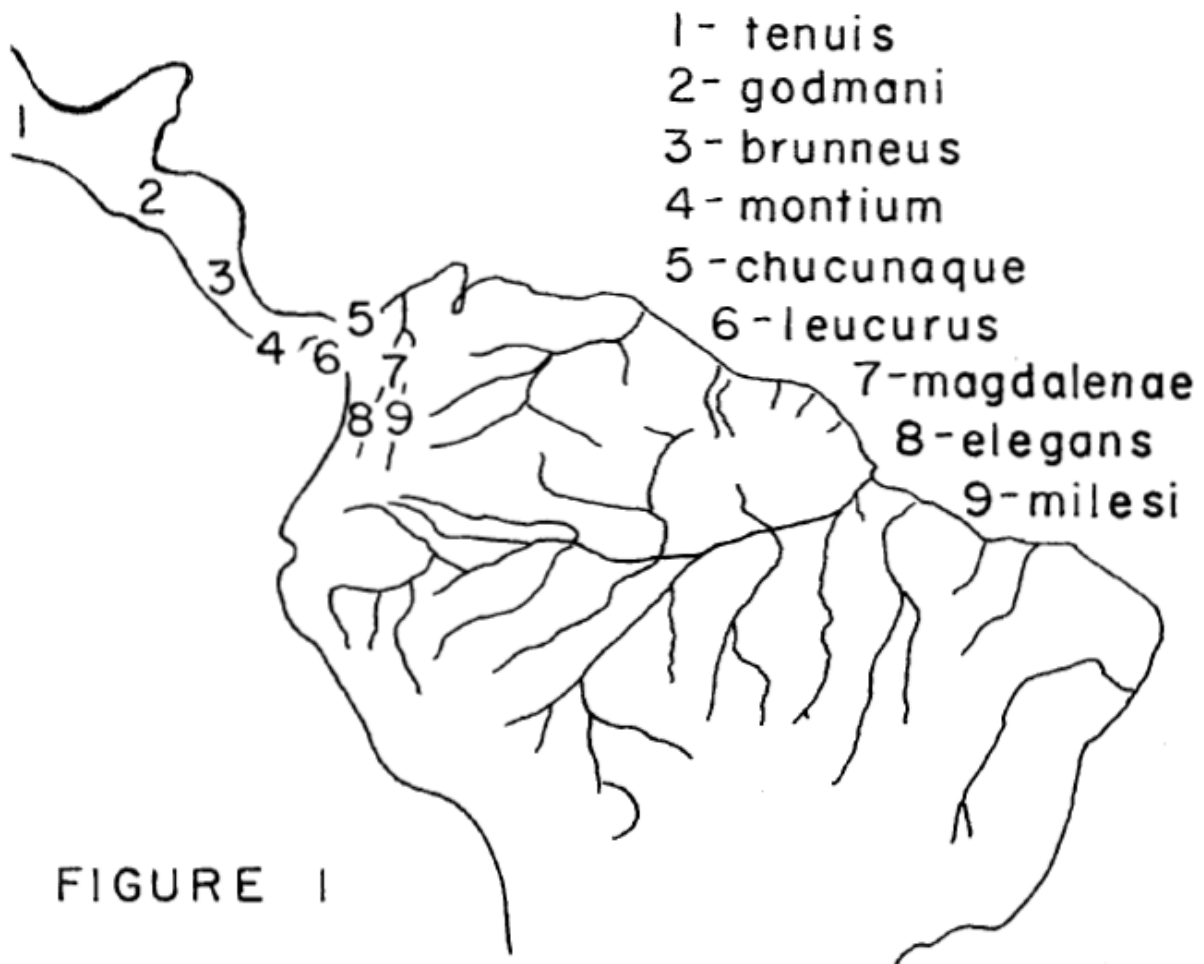 1- tenuis
2- godmani
3- brunneus
4- montium
5-chucunaque
6-leucurus
7-magdalenae
8-elegans
9-milesi
1
2
3
4
5
6
7
8
9
FIGURE 1